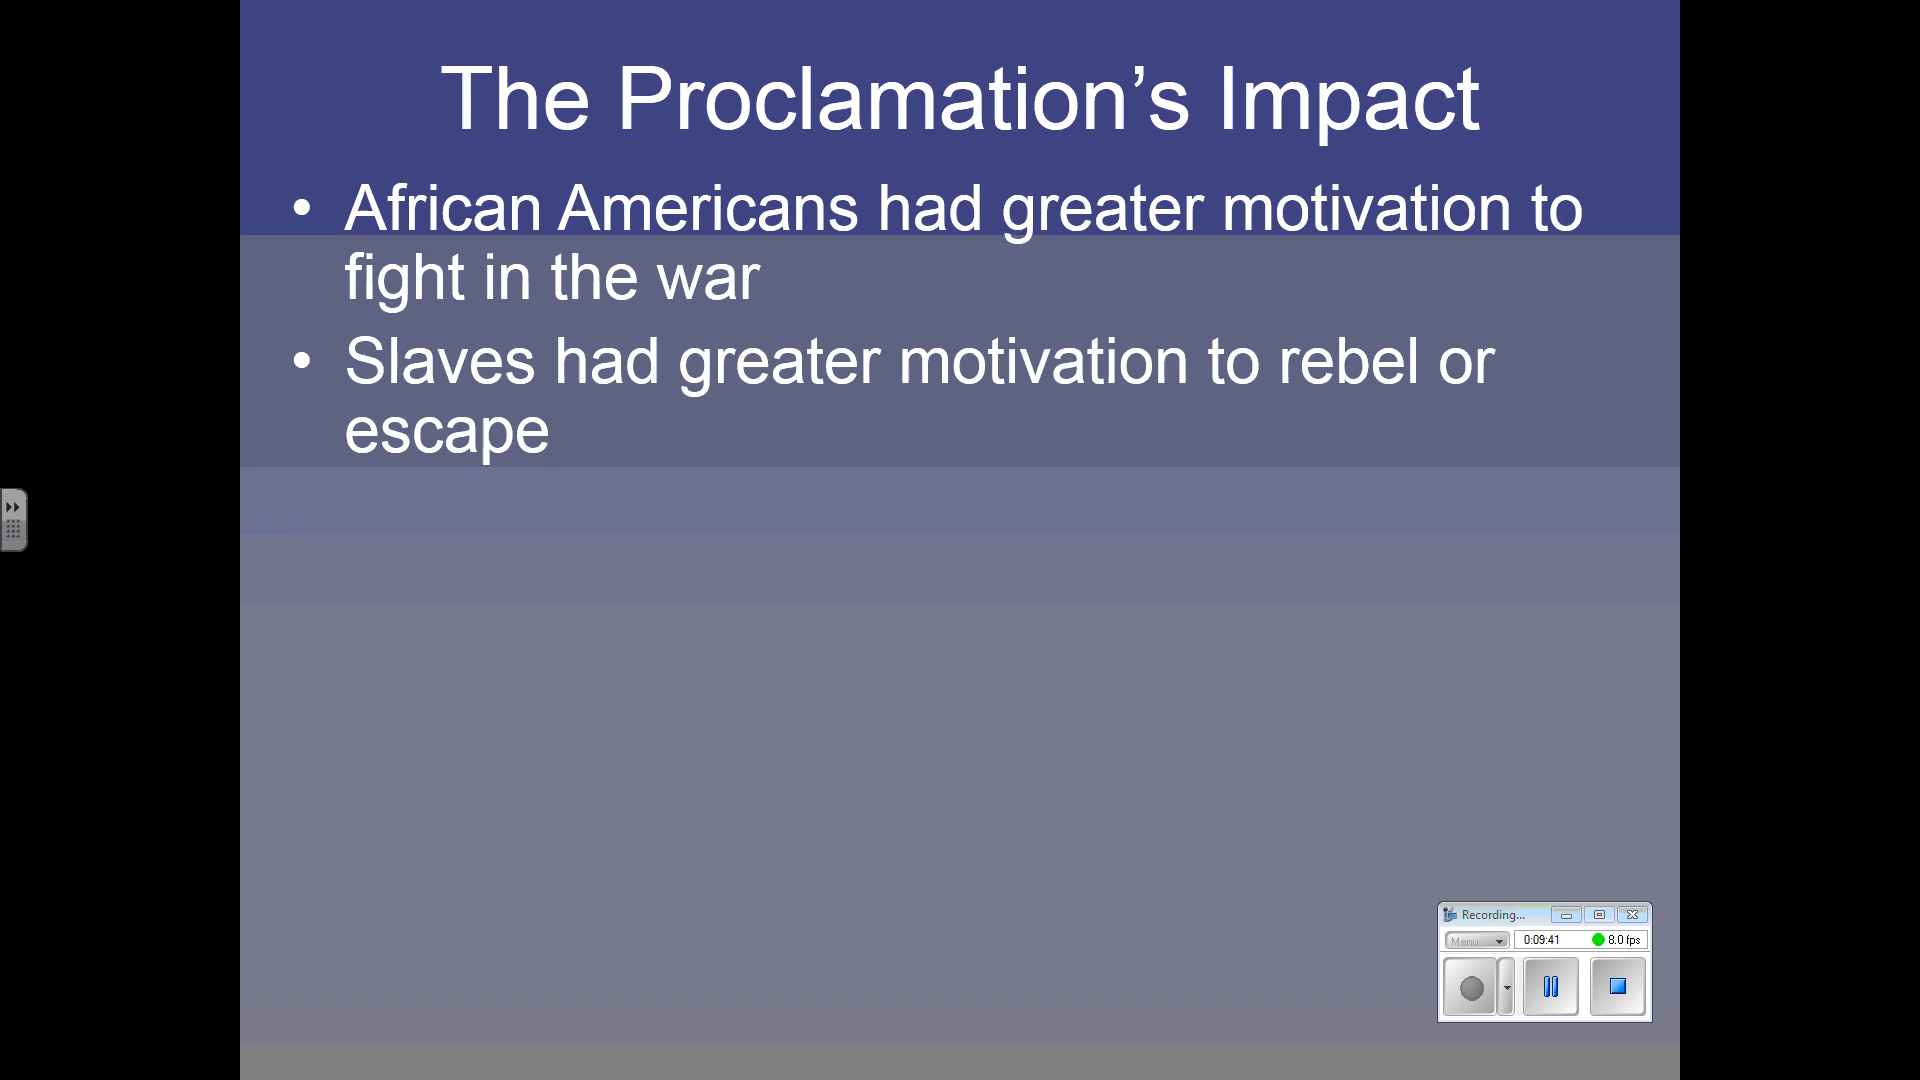 The Proclamation’s Impact
• African Americans had greater motivation to
fight in the war
• Slaves had greater motivation to rebel or
escape
Recording...
Menu
0:09:41
8.0 fps